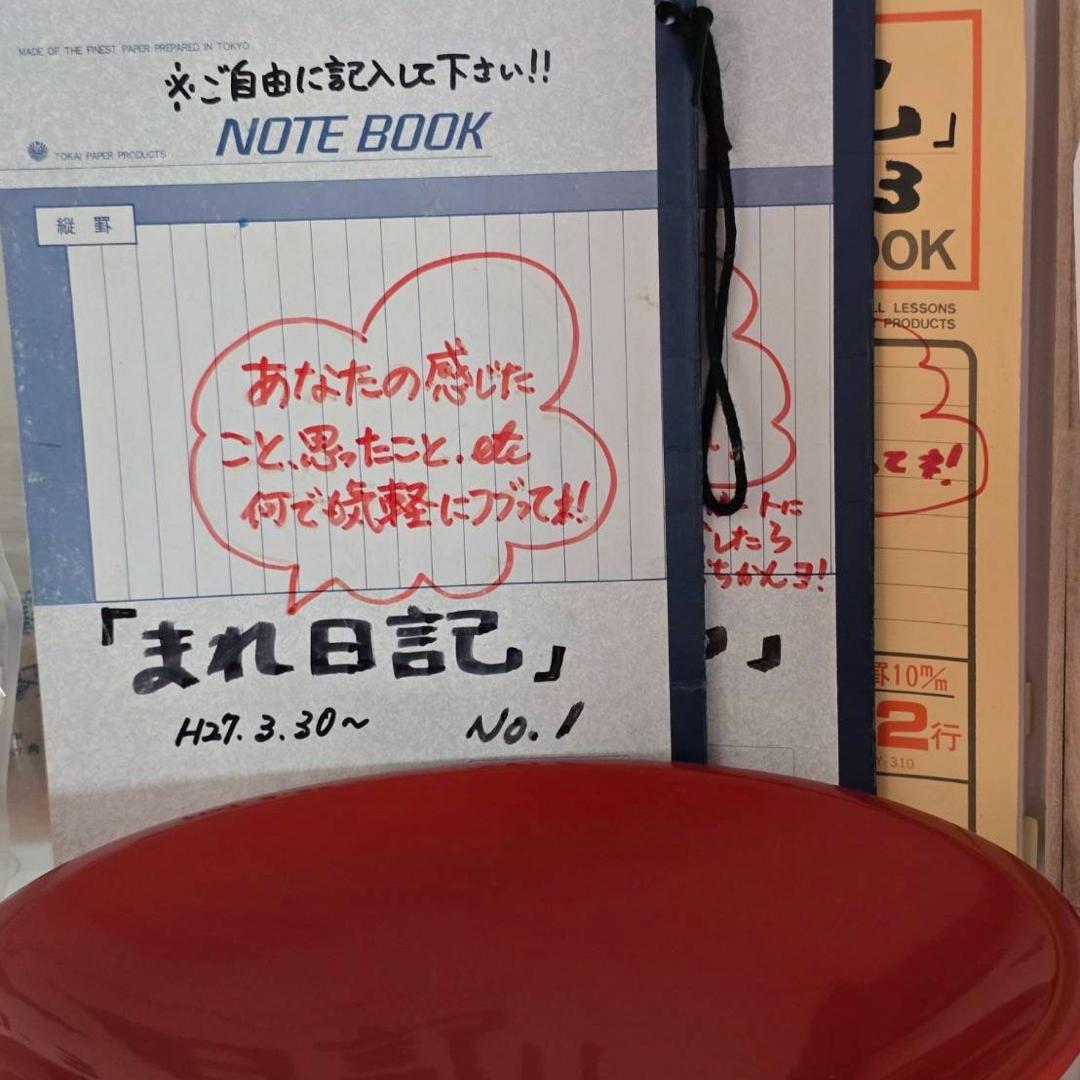 MADE OF THE FINEST PAPER PREPARED IN TOKYO
※ご自由に記入して下さい!!
NOTE BOOK
TOKAI PAPER PRODUCTS
縦 罫
あなたの感じた
こと、思ったこと、etc
何でも気軽につづってネ!
「まれ日記」
H27.3.30~
No.1
トに
したら
ちかんヨ!
」
」
3
OOK
LL LESSONS
PRODUCTS
ってネ!
罫10m/m
2行
Y-310